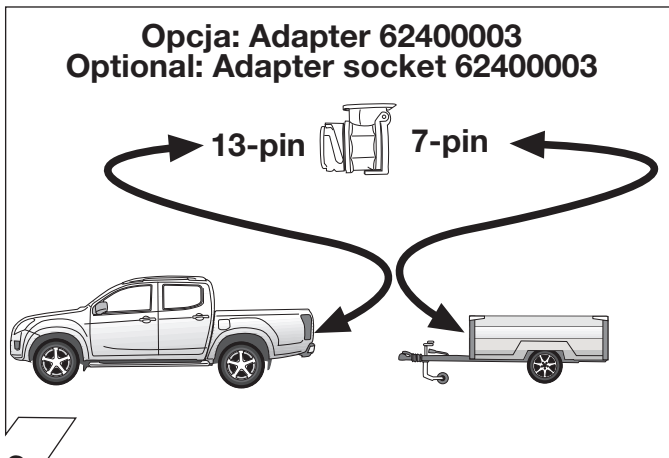 Opcja: Adapter 62400003
Optional: Adapter socket 62400003
13-pin 7-pin